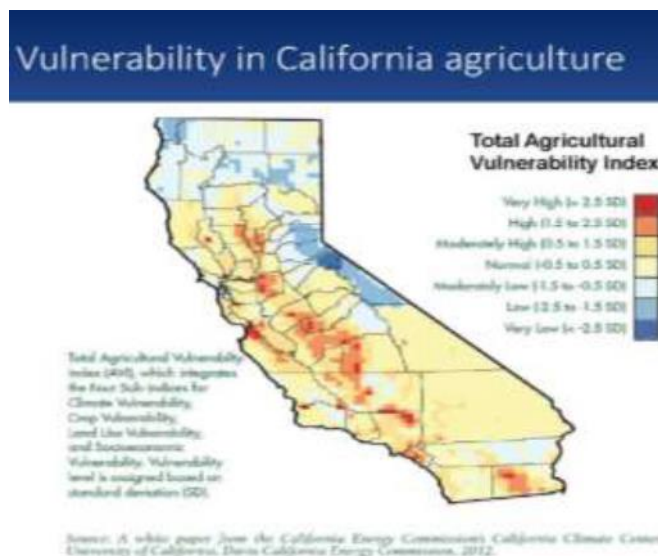 Vulnerability in California agriculture
Total Agricultural
Vulnerability Index
Very High (> 2.5 SD)
High (1.5 to 2.5 SD)
Moderately High (0.5 to 1.5 SD)
Normal (-0.5 to 0.5 SD)
Moderately Low (-1.5 to -0.5 SD)
Low (-2.5 to -1.5 SD)
Very Low (< -2.5 SD)
Total Agricultural Vulnerability
Index (AVI), which integrates
the Four Sub-indices for
Climate Vulnerability,
Crop Vulnerability,
Land Use Vulnerability,
and Socioeconomic
Vulnerability. Vulnerability
level is assigned based on
standard deviation (SD).
Source: A white paper from the California Energy Commission's California Climate Center
University of California, Davis California Energy Commission, 2012.